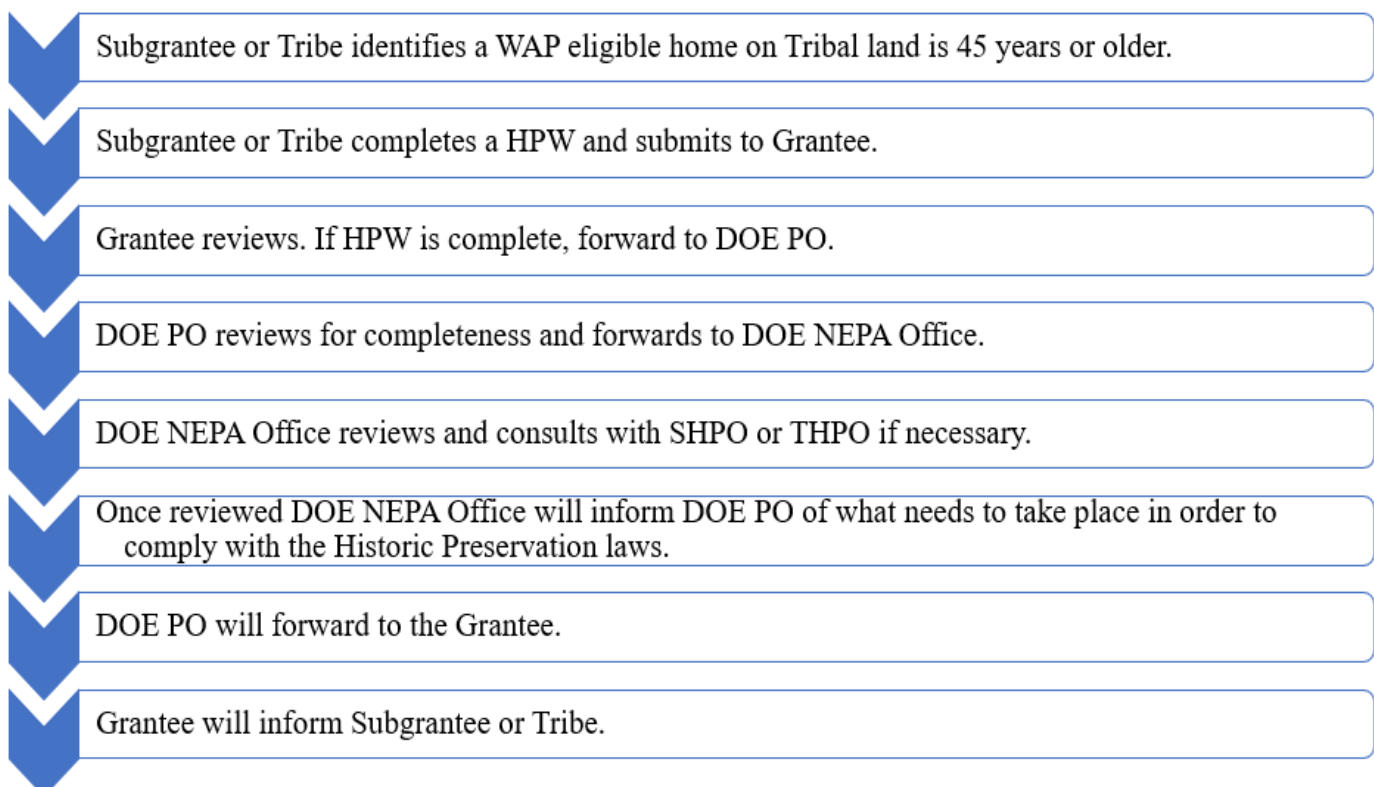 Subgrantee or Tribe identifies a WAP eligible home on Tribal land is 45 years or older.
Subgrantee or Tribe completes a HPW and submits to Grantee.
Grantee reviews. If HPW is complete, forward to DOE PO.
DOE PO reviews for completeness and forwards to DOE NEPA Office.
DOE NEPA Office reviews and consults with SHPO or THPO if necessary.
Once reviewed DOE NEPA Office will inform DOE PO of what needs to take place in order to
comply with the Historic Preservation laws.
DOE PO will forward to the Grantee.
Grantee will inform Subgrantee or Tribe.